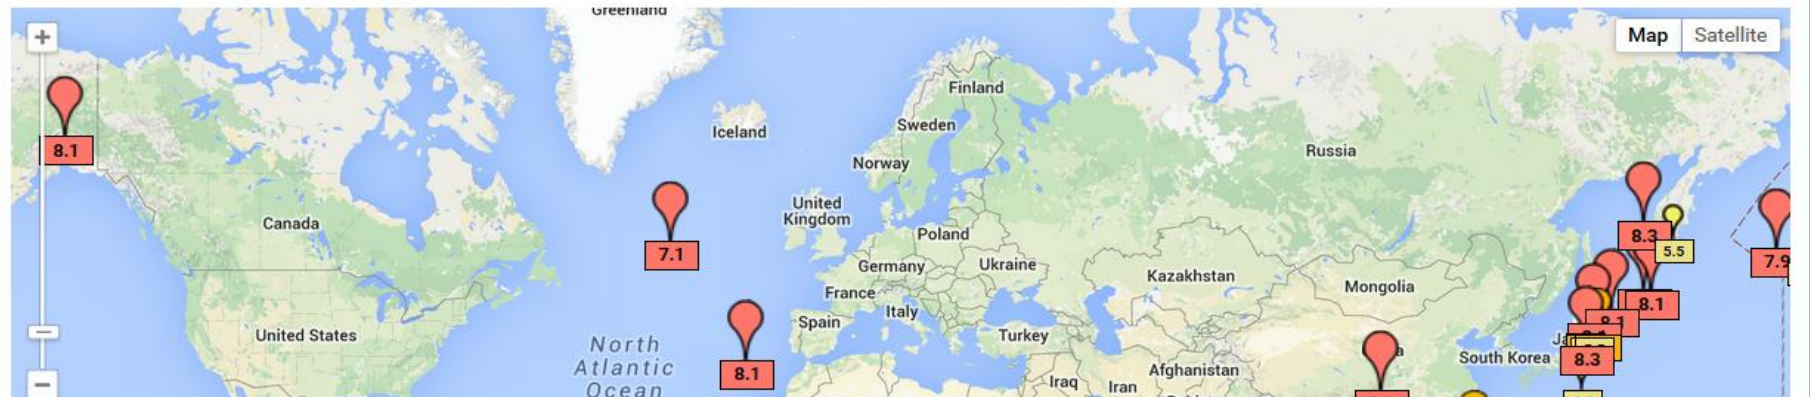 Greenland
+
Map
Satellite
8.1
Finland
Iceland
Sweden
Norway
Russia
Canada
United
Kingdom
Poland
7.1
8.3
5.5
7.9
Germany
Ukraine
Kazakhstan
Mongolia
France
Italy
8.1
8.1
United States
Spain
Turkey
North
Atlantic
Ocean
8.1
South Korea
8.3
Iraq
Iran
Afghanistan
−